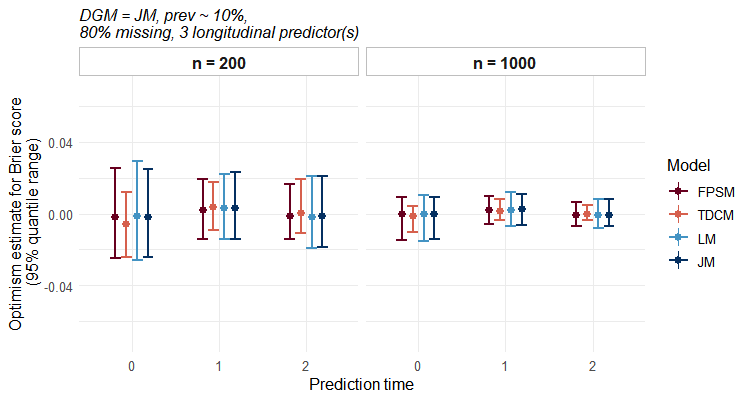 DGM = JM, prev ~ 10%,
80% missing, 3 longitudinal predictor(s)
n = 200
n = 1000
Optimism estimate for Brier score
(95% quantile range)
0.04
0.00
-0.04
0
1
2
0
1
2
Prediction time
Model
FPSM
TDCM
LM
JM